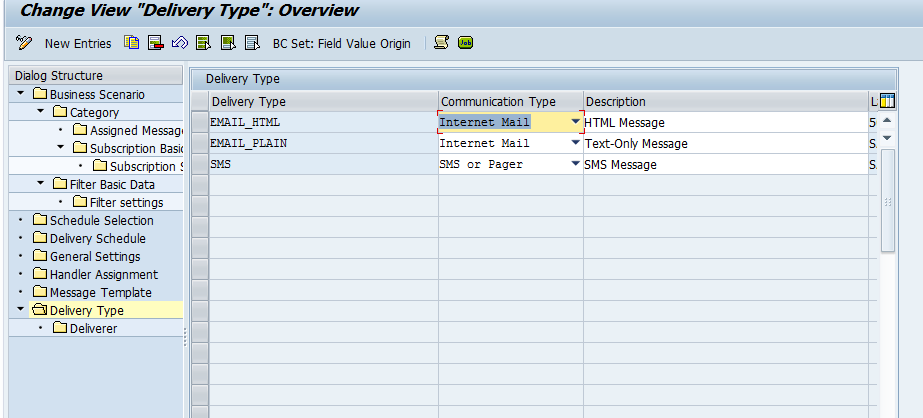 Change View "Delivery Type": Overview
New Entries BC Set: Field Value Origin Job
Dialog Structure
Business Scenario
Category
Assigned Message
Subscription Basic
Subscription S
Filter Basic Data
Filter settings
Schedule Selection
Delivery Schedule
General Settings
Handler Assignment
Message Template
Delivery Type
Deliverer
Delivery Type
Delivery Type Communication Type Description L
EMAIL_HTML Internet Mail HTML Message 5
EMAIL_PLAIN Internet Mail Text-Only Message S
SMS SMS or Pager SMS Message S